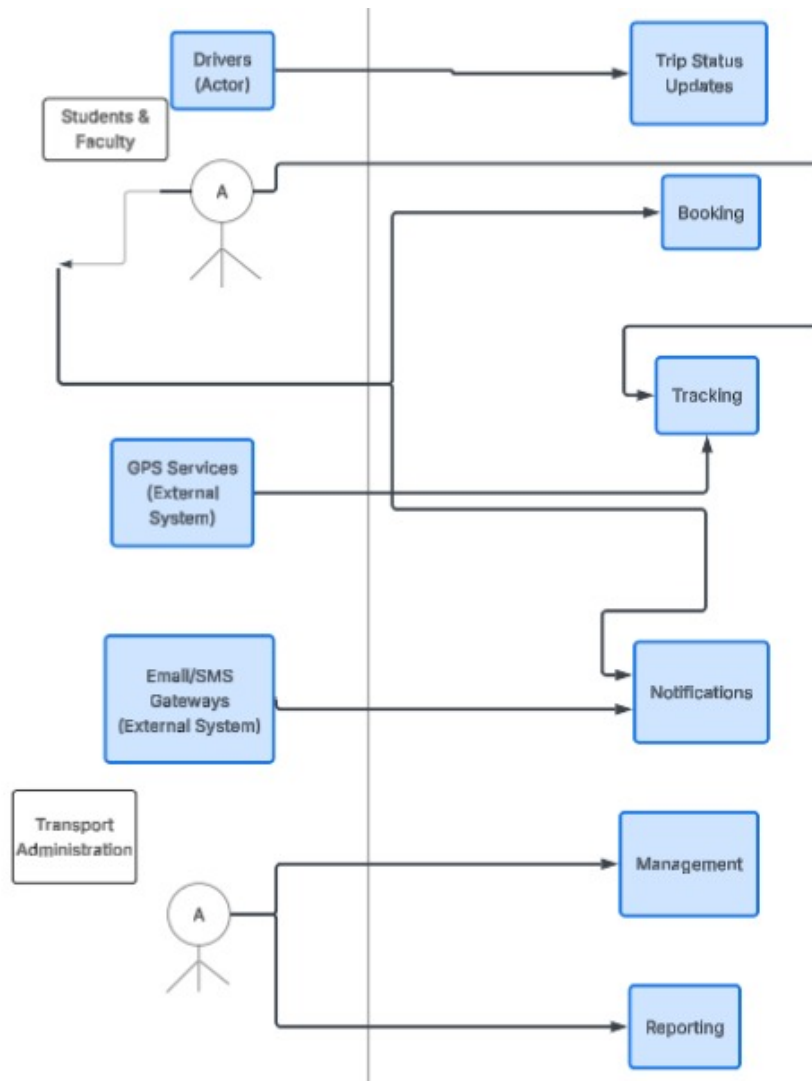 Drivers
(Actor)
Trip Status
Updates
Students &
Faculty
A
Booking
Tracking
GPS Services
(External
System)
Email/SMS
Gateways
(External System)
Notifications
Transport
Administration
Management
A
Reporting